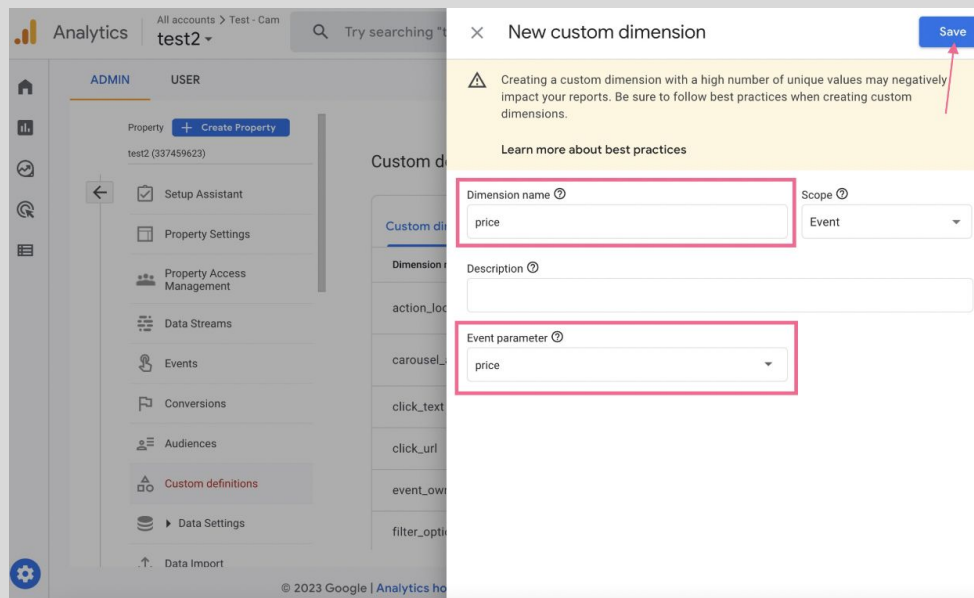 Analytics
All accounts > Test - Cam
test2
Try searching "t
ADMIN
USER
Property
+ Create Property
test2 (337459623)
Setup Assistant
Property Settings
Property Access
Management
Data Streams
Events
Conversions
Audiences
Custom definitions
Data Settings
Data Import
Custom d
Custom di
Dimension n
action_loc
carousel_
click_text
click_url
event_own
filter_optio
© 2023 Google | Analytics ho
New custom dimension
Save
Creating a custom dimension with a high number of unique values may negatively
impact your reports. Be sure to follow best practices when creating custom
dimensions.
Learn more about best practices
Dimension name
Scope
price
Event
Description
Event parameter
price